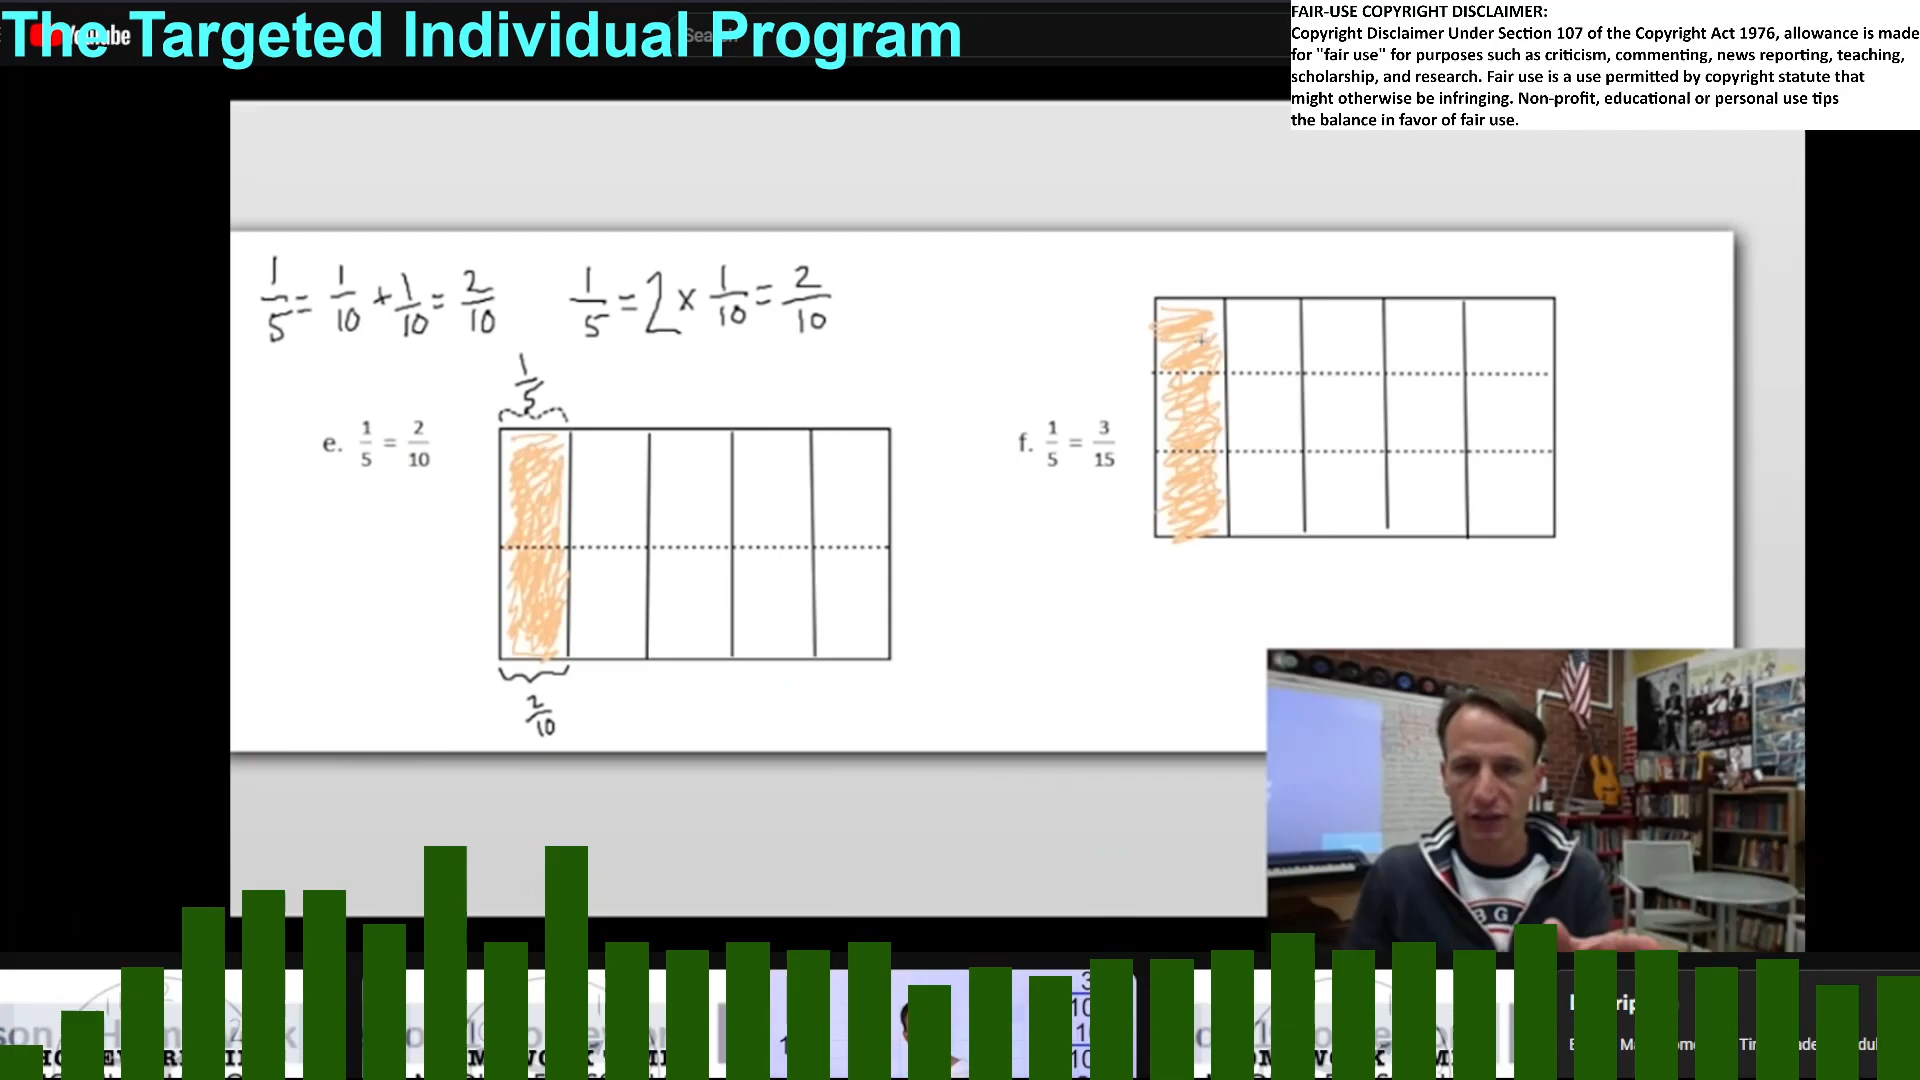 The Targeted Individual Program
FAIR-USE COPYRIGHT DISCLAIMER:
Copyright Disclaimer Under Section 107 of the Copyright Act 1976, allowance is made
for "fair use" for purposes such as criticism, commenting, news reporting, teaching,
scholarship, and research. Fair use is a use permitted by copyright statute that
might otherwise be infringing. Non-profit, educational or personal use tips
the balance in favor of fair use.
1/5 = 1/10 + 1/10 = 2/10
1/5 = 2 × 1/10 = 2/10
1/5
e. 1/5 = 2/10
2/10
f. 1/5 = 3/15
BG